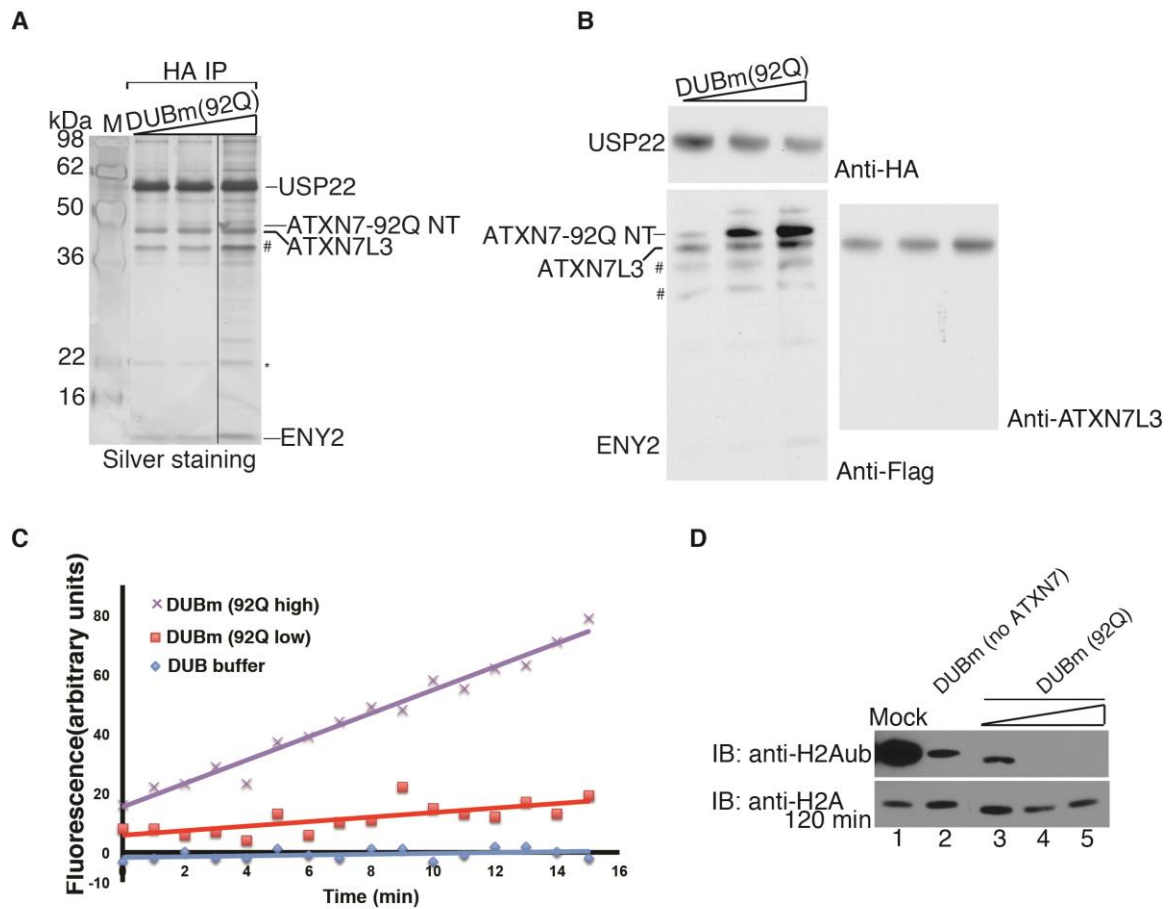 A
HA IP
kDa M DUBm(92Q)
98
62
50
36
22
16
USP22
ATXN7-92Q NT
# ATXN7L3
*
ENY2
Silver staining
B
DUBm(92Q)
USP22
Anti-HA
ATXN7-92Q NT
ATXN7L3
#
#
ENY2
Anti-Flag
Anti-ATXN7L3
C
Fluorescence(arbitrary units)
80
60
40
20
0
-10
DUBm (92Q high)
DUBm (92Q low)
DUB buffer
0 2 4 6 8 10 12 14 16
Time (min)
D
Mock
DUBm (no ATXN7)
DUBm (92Q)
IB: anti-H2Aub
IB: anti-H2A
120 min
1 2 3 4 5